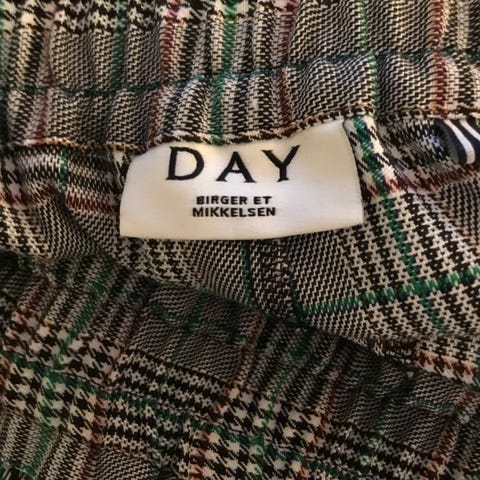 DAY
BIRGER ET
MIKKELSEN